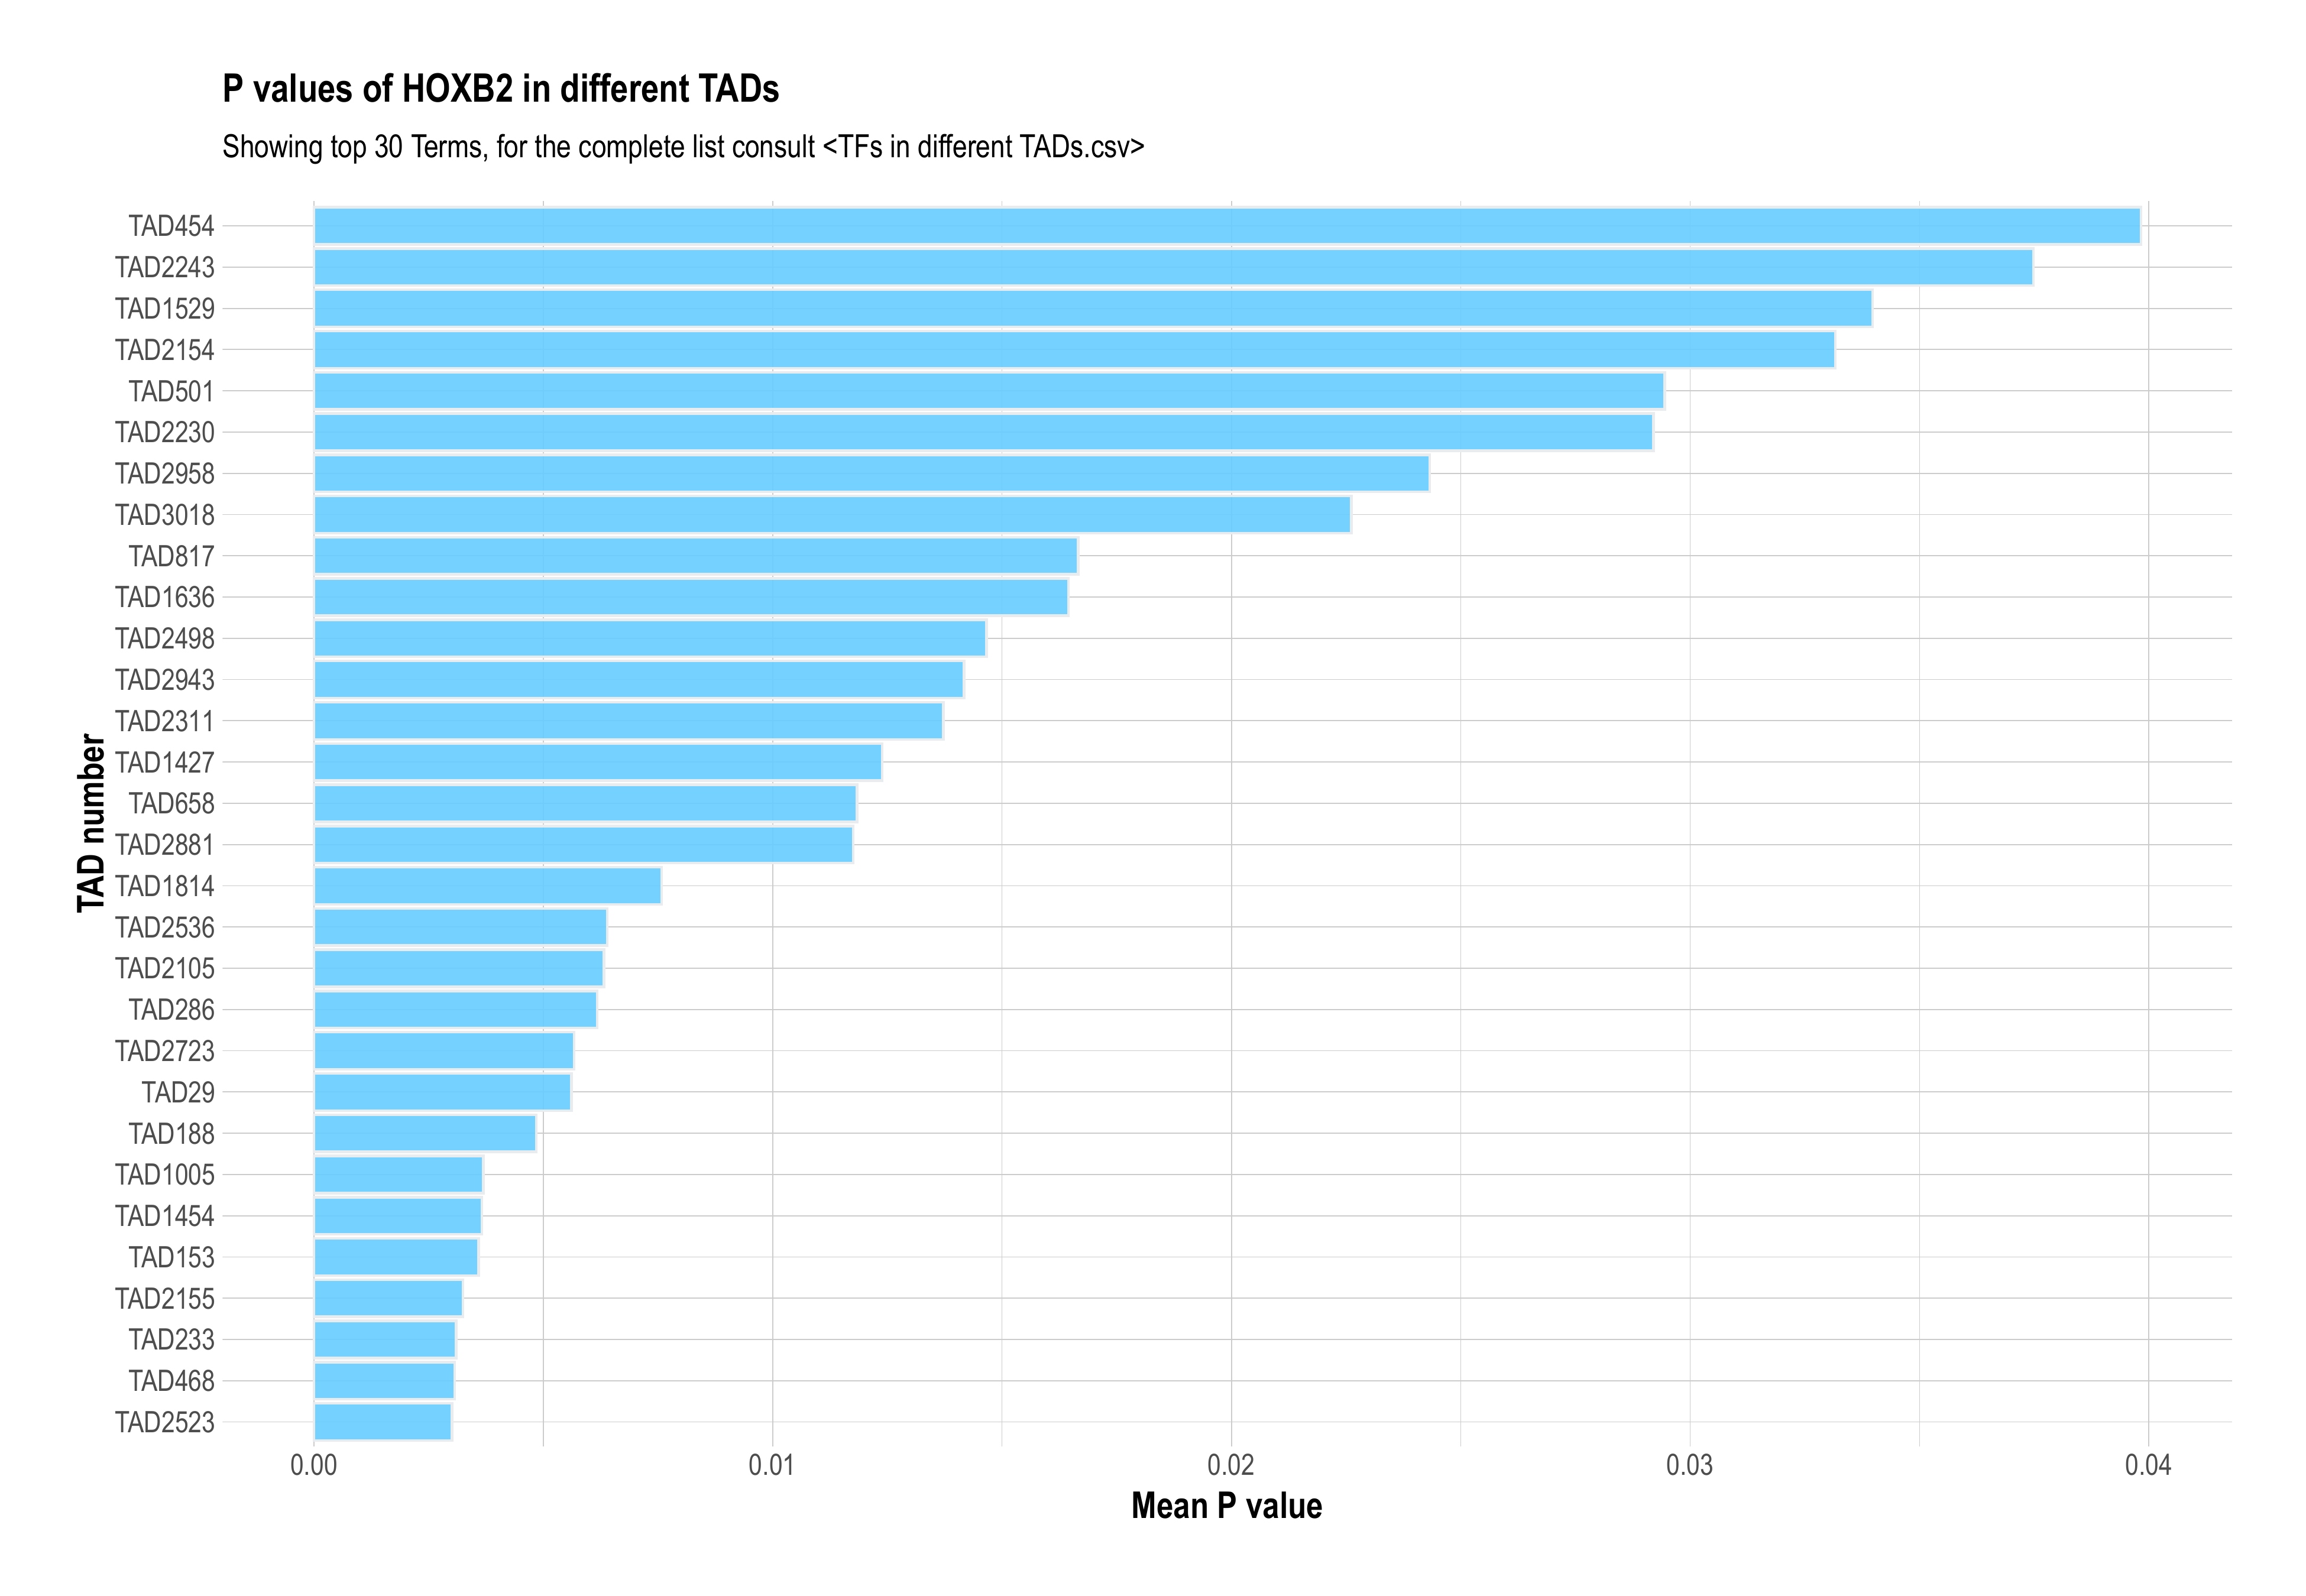 P values of HOXB2 in different TADs
Showing top 30 Terms, for the complete list consult <TFs in different TADs.csv>
TAD number
TAD454
TAD2243
TAD1529
TAD2154
TAD501
TAD2230
TAD2958
TAD3018
TAD817
TAD1636
TAD2498
TAD2943
TAD2311
TAD1427
TAD658
TAD2881
TAD1814
TAD2536
TAD2105
TAD286
TAD2723
TAD29
TAD188
TAD1005
TAD1454
TAD153
TAD2155
TAD233
TAD468
TAD2523
0.00 0.01 0.02 0.03 0.04
Mean P value